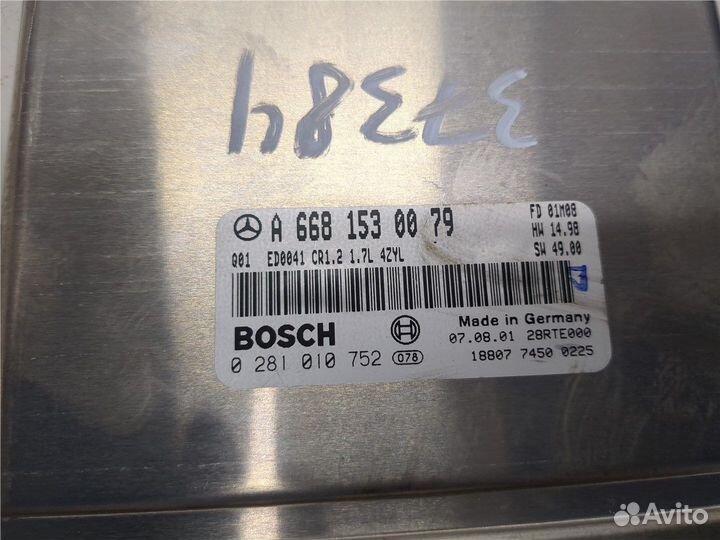 37384
A 668 153 00 79
FD 01M08
HW 14.98
SW 49.00
Q01 ED0041 CR1.2 1.7L 4ZYL
BOSCH
Made in Germany
07.08.01 28RTE000
0 281 010 752 078
18807 7450 0225
Avito